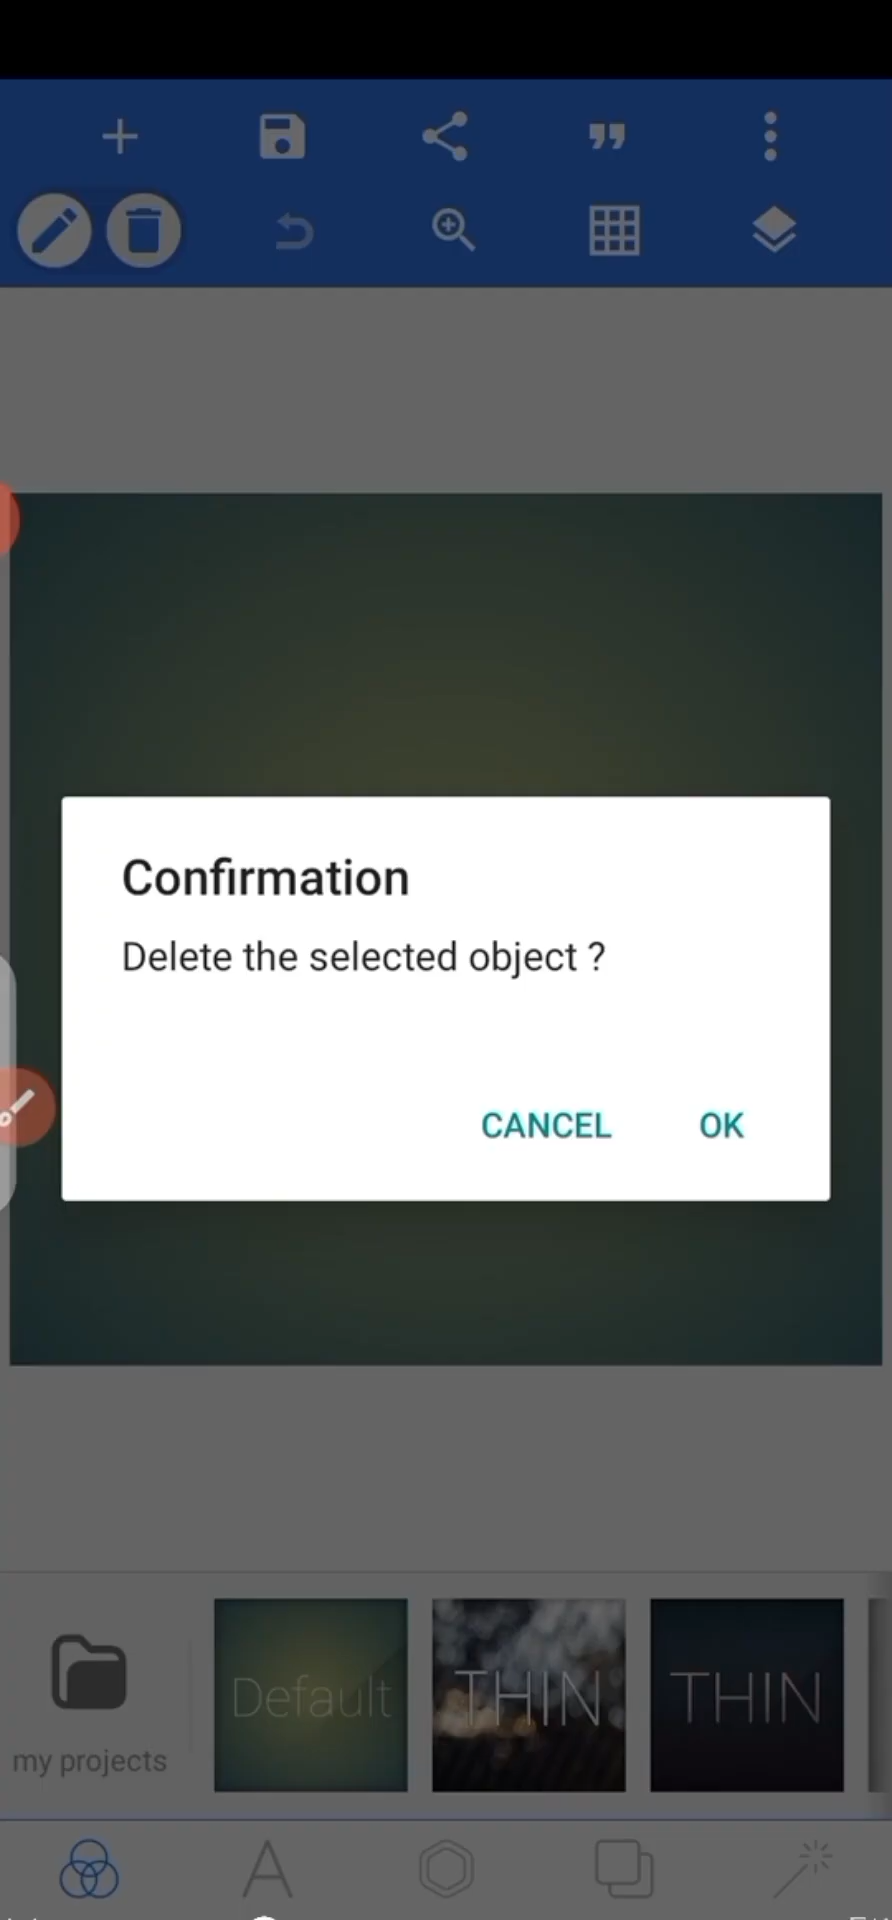 Confirmation
Delete the selected object ?
CANCEL OK
my projects
Default
THIN
THIN